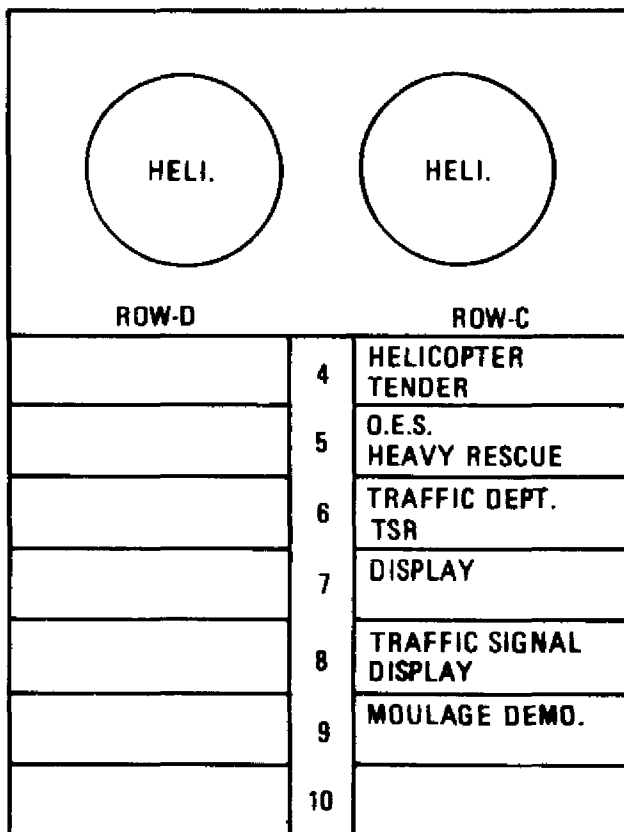 HELI. HELI.
ROW-D ROW-C
4 HELICOPTER
TENDER
5 O.E.S.
HEAVY RESCUE
6 TRAFFIC DEPT.
TSR
7 DISPLAY
8 TRAFFIC SIGNAL
DISPLAY
9 MOULAGE DEMO.
10